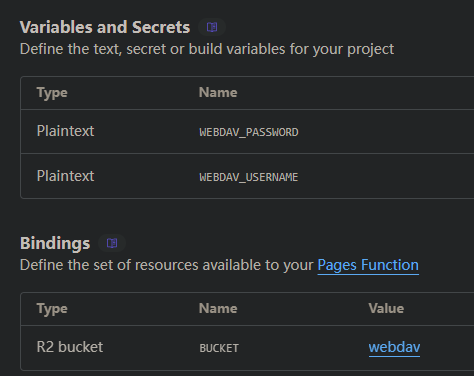 Variables and Secrets
Define the text, secret or build variables for your project
Type Name
Plaintext WEBDAV_PASSWORD
Plaintext WEBDAV_USERNAME
Bindings
Define the set of resources available to your Pages Function
Type Name Value
R2 bucket BUCKET webdav